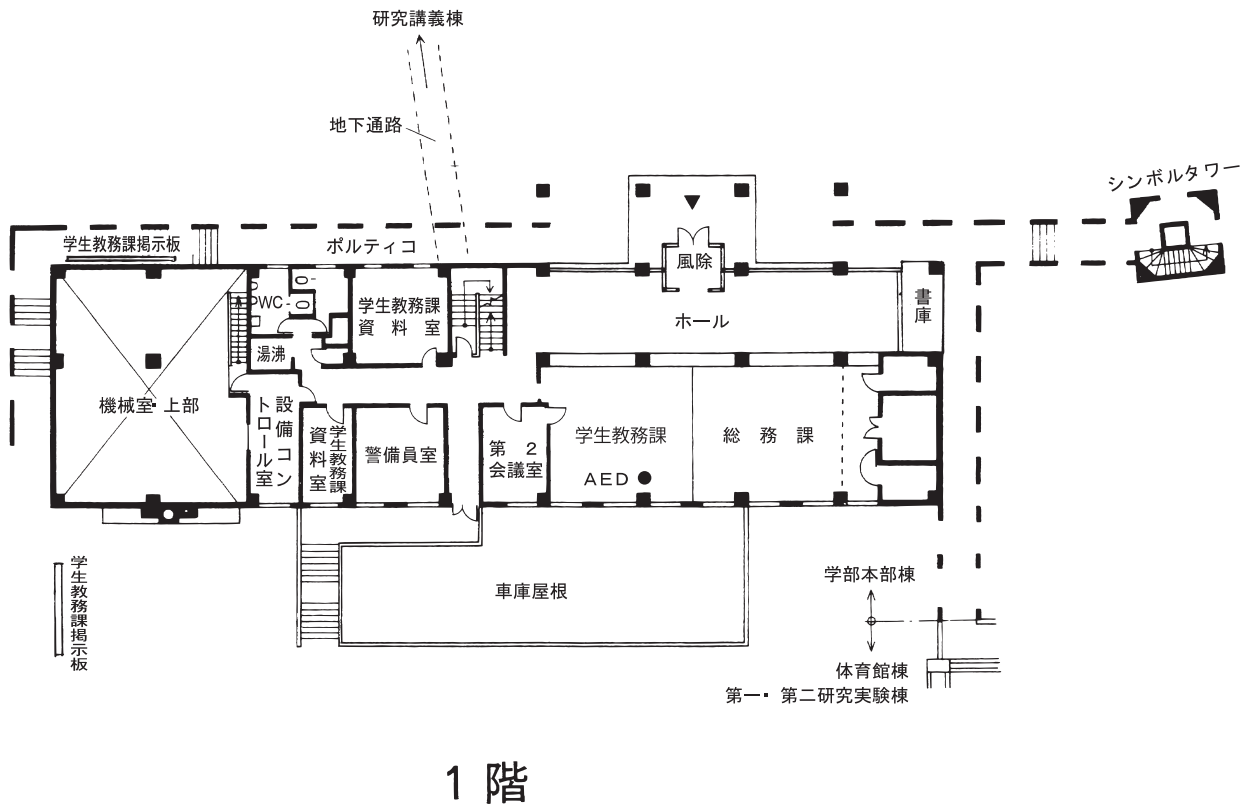 研究講義棟
地下通路
シンボルタワー
学生教務課掲示板
ポルティコ
風除
書庫
PWC
学生教務課
資料室
ホール
湯沸
機械室・上部
設備コン
トロール室
学生教務課
資料室
警備員室
第2
会議室
学生教務課
総務課
AED
学生教務課掲示板
車庫屋根
学部本部棟
体育館棟
第一・第二研究実験棟
1階